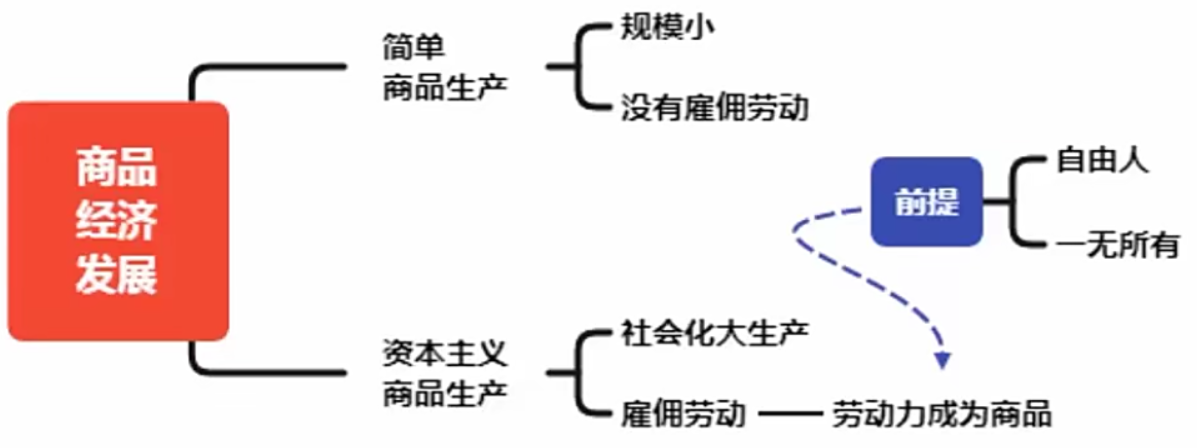 商品
经济
发展
简单
商品生产
规模小
没有雇佣劳动
前提
自由人
一无所有
资本主义
商品生产
社会化大生产
雇佣劳动
劳动力成为商品